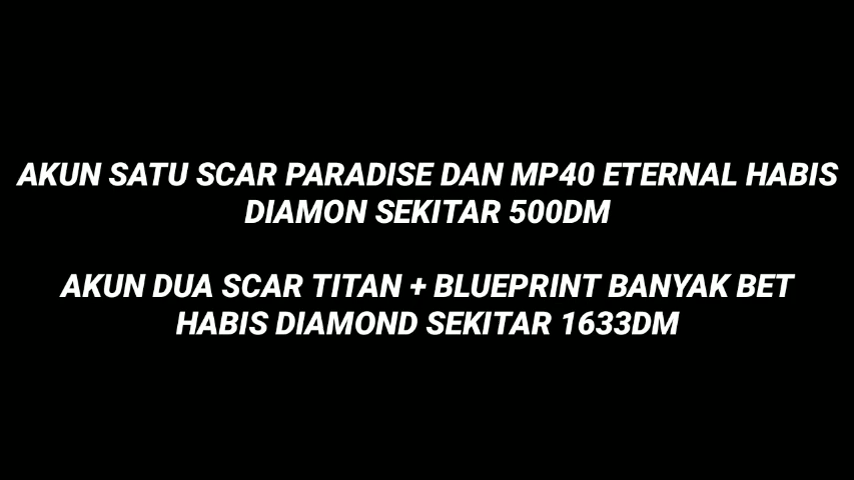 AKUN SATU SCAR PARADISE DAN MP40 ETERNAL HABIS
DIAMON SEKITAR 500DM
AKUN DUA SCAR TITAN + BLUEPRINT BANYAK BET
HABIS DIAMOND SEKITAR 1633DM